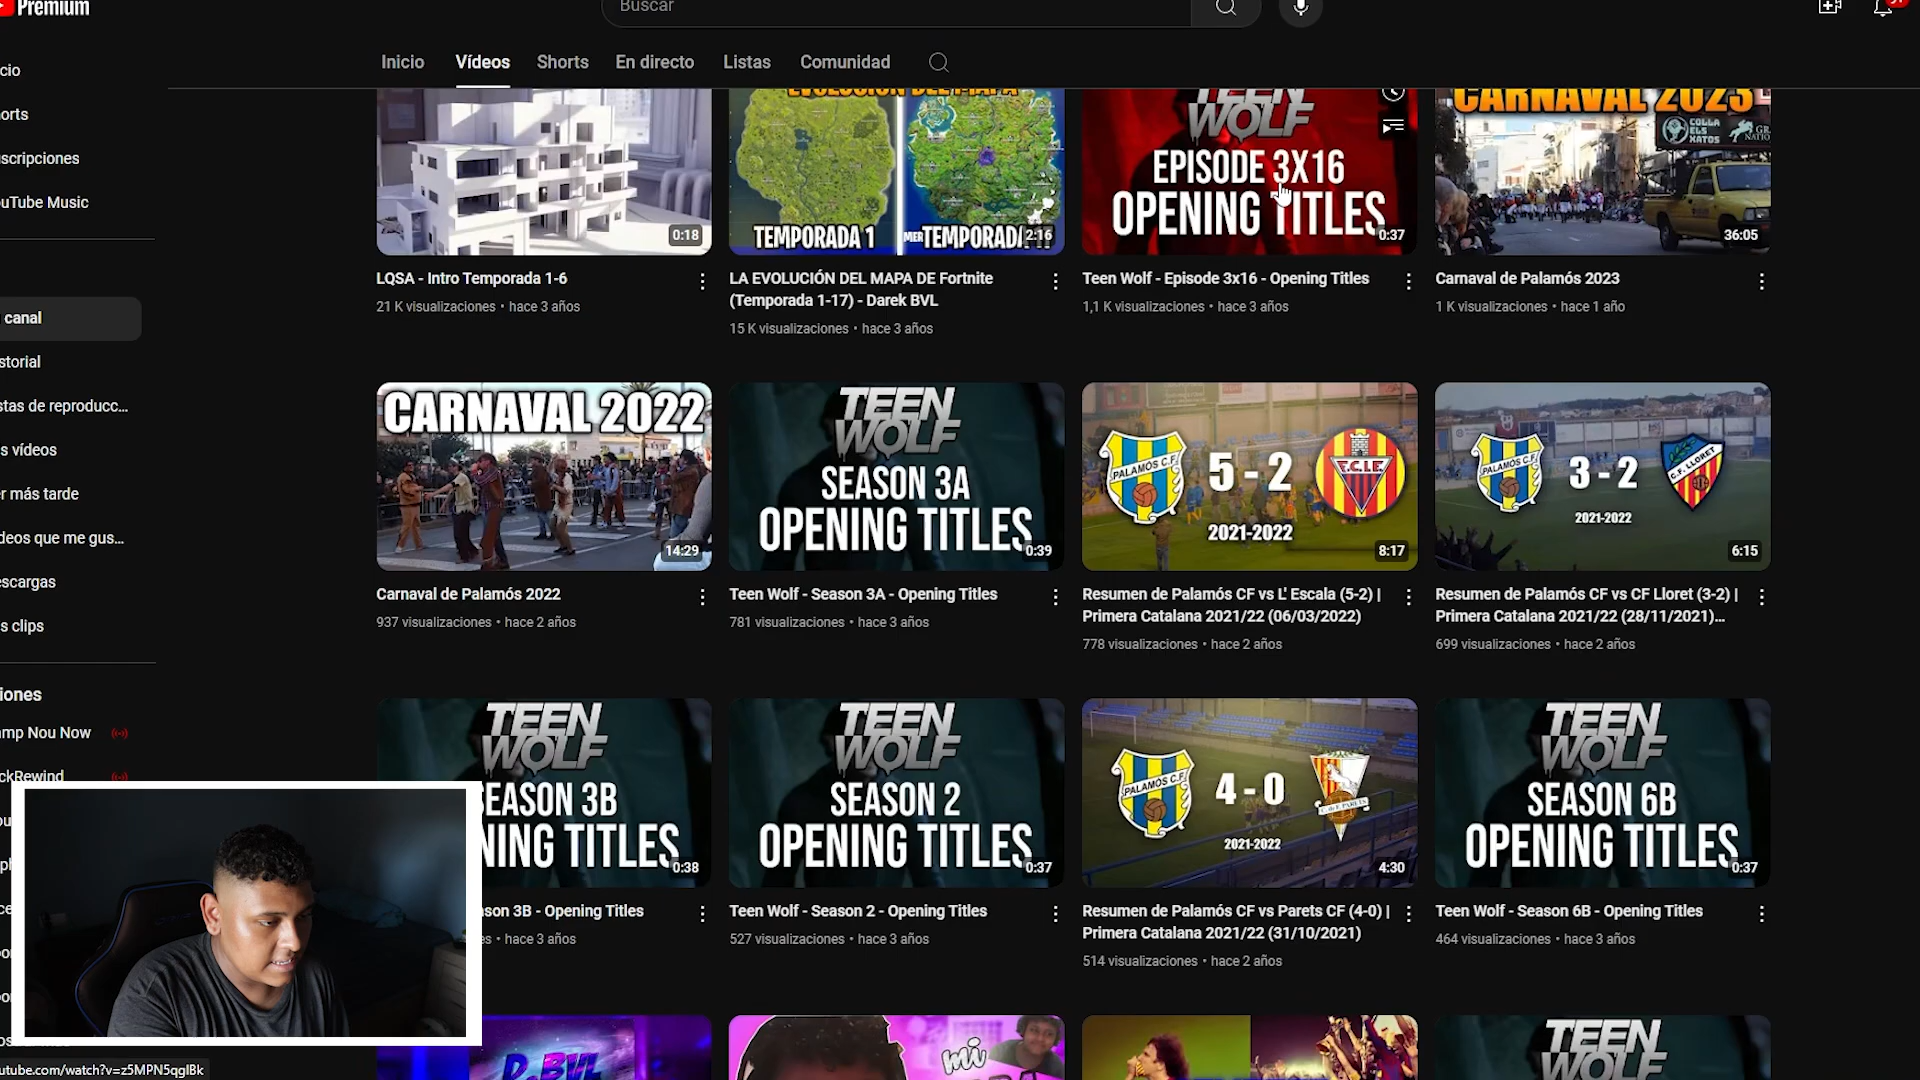 Premium
Buscar
Inicio
Vídeos
Shorts
En directo
Listas
Comunidad
cio
orts
scripciones
uTube Music
canal
storial
stas de reproducc...
s vídeos
r más tarde
deos que me gus...
escargas
s clips
iones
mp Nou Now
ckRewind
0:18
LQSA - Intro Temporada 1-6
21 K visualizaciones • hace 3 años
EVOLUCIÓN DEL MAPA
TEMPORADA 1
2:16
LA EVOLUCIÓN DEL MAPA DE Fortnite
(Temporada 1-17) - Darek BVL
15 K visualizaciones • hace 3 años
TEEN
WOLF
EPISODE 3X16
OPENING TITLES
0:37
Teen Wolf - Episode 3x16 - Opening Titles
1,1 K visualizaciones • hace 3 años
CARNAVAL 2023
COLLA
ELS
XATOS
36:05
Carnaval de Palamós 2023
1 K visualizaciones • hace 1 año
CARNAVAL 2022
14:29
Carnaval de Palamós 2022
937 visualizaciones • hace 2 años
TEEN
WOLF
SEASON 3A
OPENING TITLES
0:39
Teen Wolf - Season 3A - Opening Titles
781 visualizaciones • hace 3 años
PALAMÓS C.F.
5 - 2
F.C.L.E.
2021-2022
8:17
Resumen de Palamós CF vs L' Escala (5-2) |
Primera Catalana 2021/22 (06/03/2022)
778 visualizaciones • hace 2 años
PALAMÓS C.F.
3 - 2
C.F. LLORET
2021-2022
6:15
Resumen de Palamós CF vs CF Lloret (3-2) |
Primera Catalana 2021/22 (28/11/2021)...
699 visualizaciones • hace 2 años
TEEN
WOLF
SEASON 3B
NING TITLES
0:38
son 3B - Opening Titles
es • hace 3 años
TEEN
WOLF
SEASON 2
OPENING TITLES
0:37
Teen Wolf - Season 2 - Opening Titles
527 visualizaciones • hace 3 años
PALAMÓS C.F.
4 - 0
2021-2022
4:30
Resumen de Palamós CF vs Parets CF (4-0) |
Primera Catalana 2021/22 (31/10/2021)
514 visualizaciones • hace 2 años
TEEN
WOLF
SEASON 6B
OPENING TITLES
0:37
Teen Wolf - Season 6B - Opening Titles
464 visualizaciones • hace 3 años
D.BVL
mi
TEEN
WOLF
utube.com/watch?v=z5MPN5qglBk